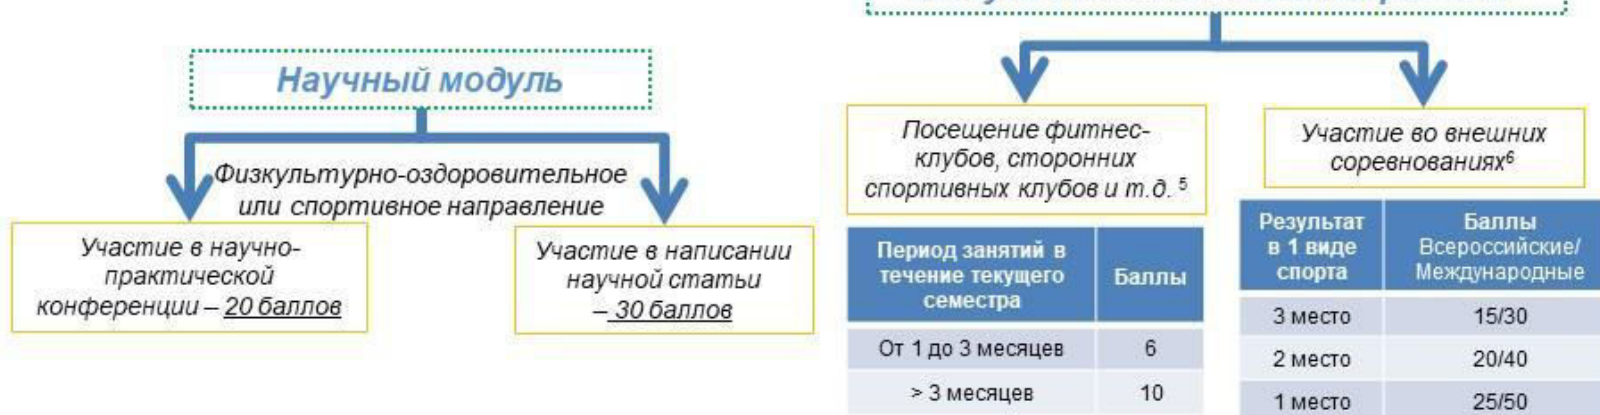 Научный модуль
Физкультурно-оздоровительное
или спортивное направление
Участие в научно-
практической
конференции – 20 баллов
Участие в написании
научной статьи
– 30 баллов
Посещение фитнес-
клубов, сторонних
спортивных клубов и т.д. ⁵
Период занятий в
течение текущего
семестра
Баллы
От 1 до 3 месяцев 6
> 3 месяцев 10
Участие во внешних
соревнованиях⁶
Результат
в 1 виде
спорта
Баллы
Всероссийские/
Международные
3 место 15/30
2 место 20/40
1 место 25/50